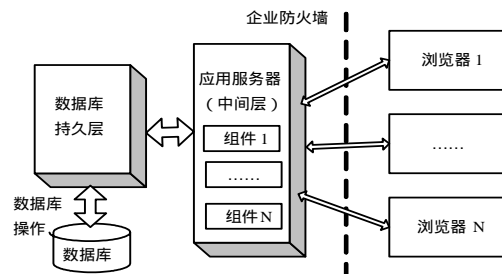 企业防火墙
数据库
持久层
应用服务器
（中间层）
组件 1
……
组件 N
数据库
操作
数据库
浏览器 1
……
浏览器 N